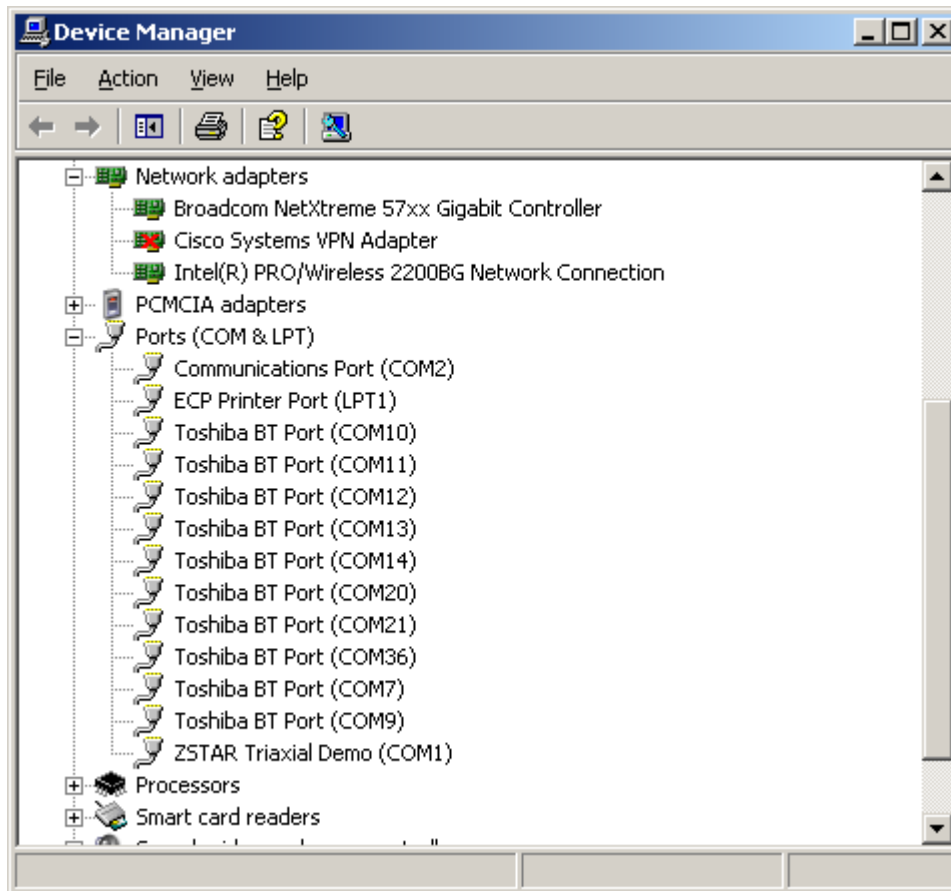 Device Manager
File Action View Help
Network adapters
Broadcom NetXtreme 57xx Gigabit Controller
Cisco Systems VPN Adapter
Intel(R) PRO/Wireless 2200BG Network Connection
PCMCIA adapters
Ports (COM & LPT)
Communications Port (COM2)
ECP Printer Port (LPT1)
Toshiba BT Port (COM10)
Toshiba BT Port (COM11)
Toshiba BT Port (COM12)
Toshiba BT Port (COM13)
Toshiba BT Port (COM14)
Toshiba BT Port (COM20)
Toshiba BT Port (COM21)
Toshiba BT Port (COM36)
Toshiba BT Port (COM7)
Toshiba BT Port (COM9)
ZSTAR Triaxial Demo (COM1)
Processors
Smart card readers